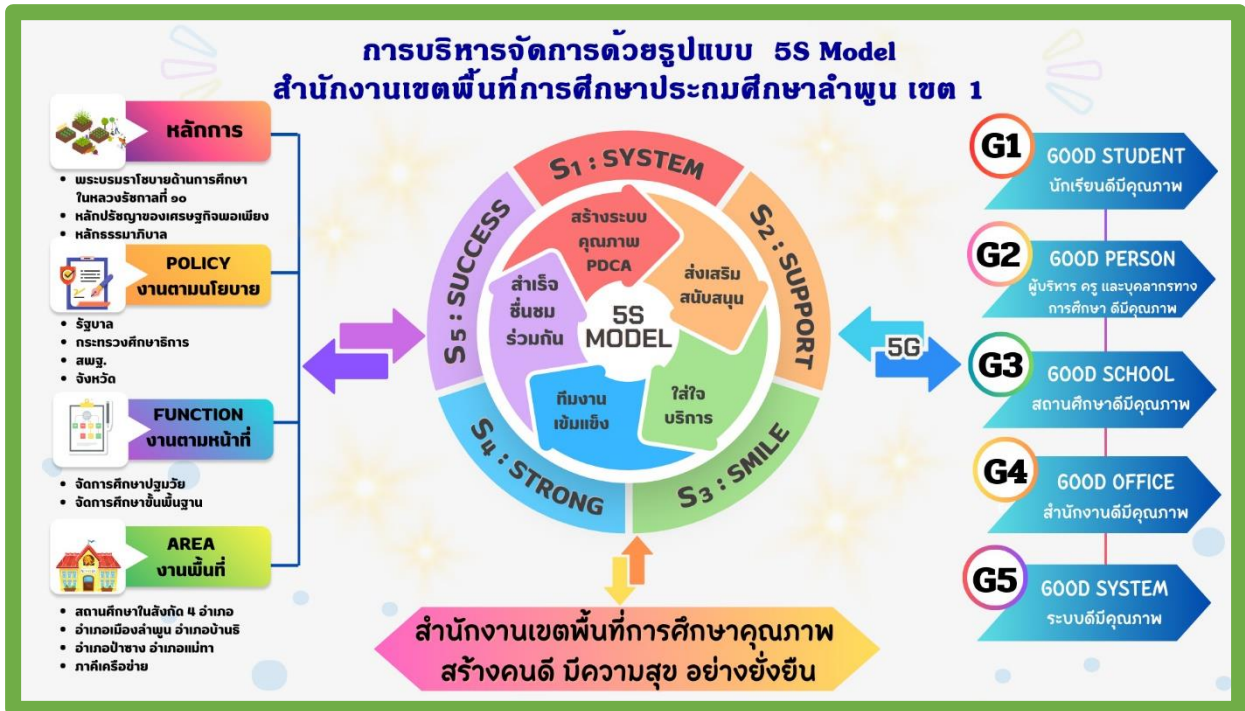 การบริหารจัดการด้วยรูปแบบ 5S Model
สำนักงานเขตพื้นที่การศึกษาประถมศึกษาลำพูน เขต 1
หลักการ
• พระบรมราโชบายด้านการศึกษา
ในหลวงรัชกาลที่ ๑๐
• หลักปรัชญาของเศรษฐกิจพอเพียง
• หลักธรรมาภิบาล
POLICY
งานตามนโยบาย
• รัฐบาล
• กระทรวงศึกษาธิการ
• สพฐ.
• จังหวัด
FUNCTION
งานตามหน้าที่
• จัดการศึกษาปฐมวัย
• จัดการศึกษาขั้นพื้นฐาน
AREA
งานพื้นที่
• สถานศึกษาในสังกัด 4 อำเภอ
• อำเภอเมืองลำพูน อำเภอบ้านธิ
• อำเภอป่าซาง อำเภอแม่ทา
• ภาคีเครือข่าย
S1 : SYSTEM
S2 : SUPPORT
S3 : SMILE
S4 : STRONG
S5 : SUCCESS
สร้างระบบ
คุณภาพ
PDCA
ส่งเสริม
สนับสนุน
ใส่ใจ
บริการ
ทีมงาน
เข้มแข็ง
สำเร็จ
ชื่นชม
ร่วมกัน
5S
MODEL
5G
G1
GOOD STUDENT
นักเรียนดีมีคุณภาพ
G2
GOOD PERSON
ผู้บริหาร ครู และบุคลากรทาง
การศึกษา ดีมีคุณภาพ
G3
GOOD SCHOOL
สถานศึกษาดีมีคุณภาพ
G4
GOOD OFFICE
สำนักงานดีมีคุณภาพ
G5
GOOD SYSTEM
ระบบดีมีคุณภาพ
สำนักงานเขตพื้นที่การศึกษาคุณภาพ
สร้างคนดี มีความสุข อย่างยั่งยืน